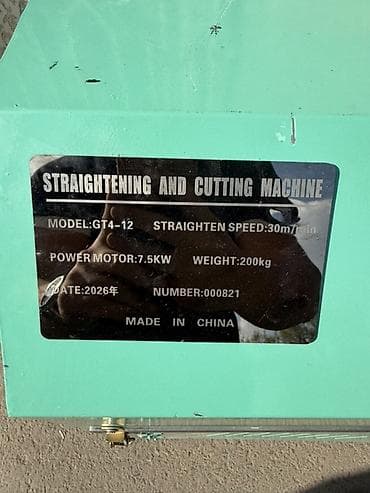 STRAIGHTENING AND CUTTING MACHINE
MODEL:GT4-12 STRAIGHTEN SPEED:30m/min
POWER MOTOR:7.5KW WEIGHT:200kg
DATE:2026年 NUMBER:000821
MADE IN CHINA